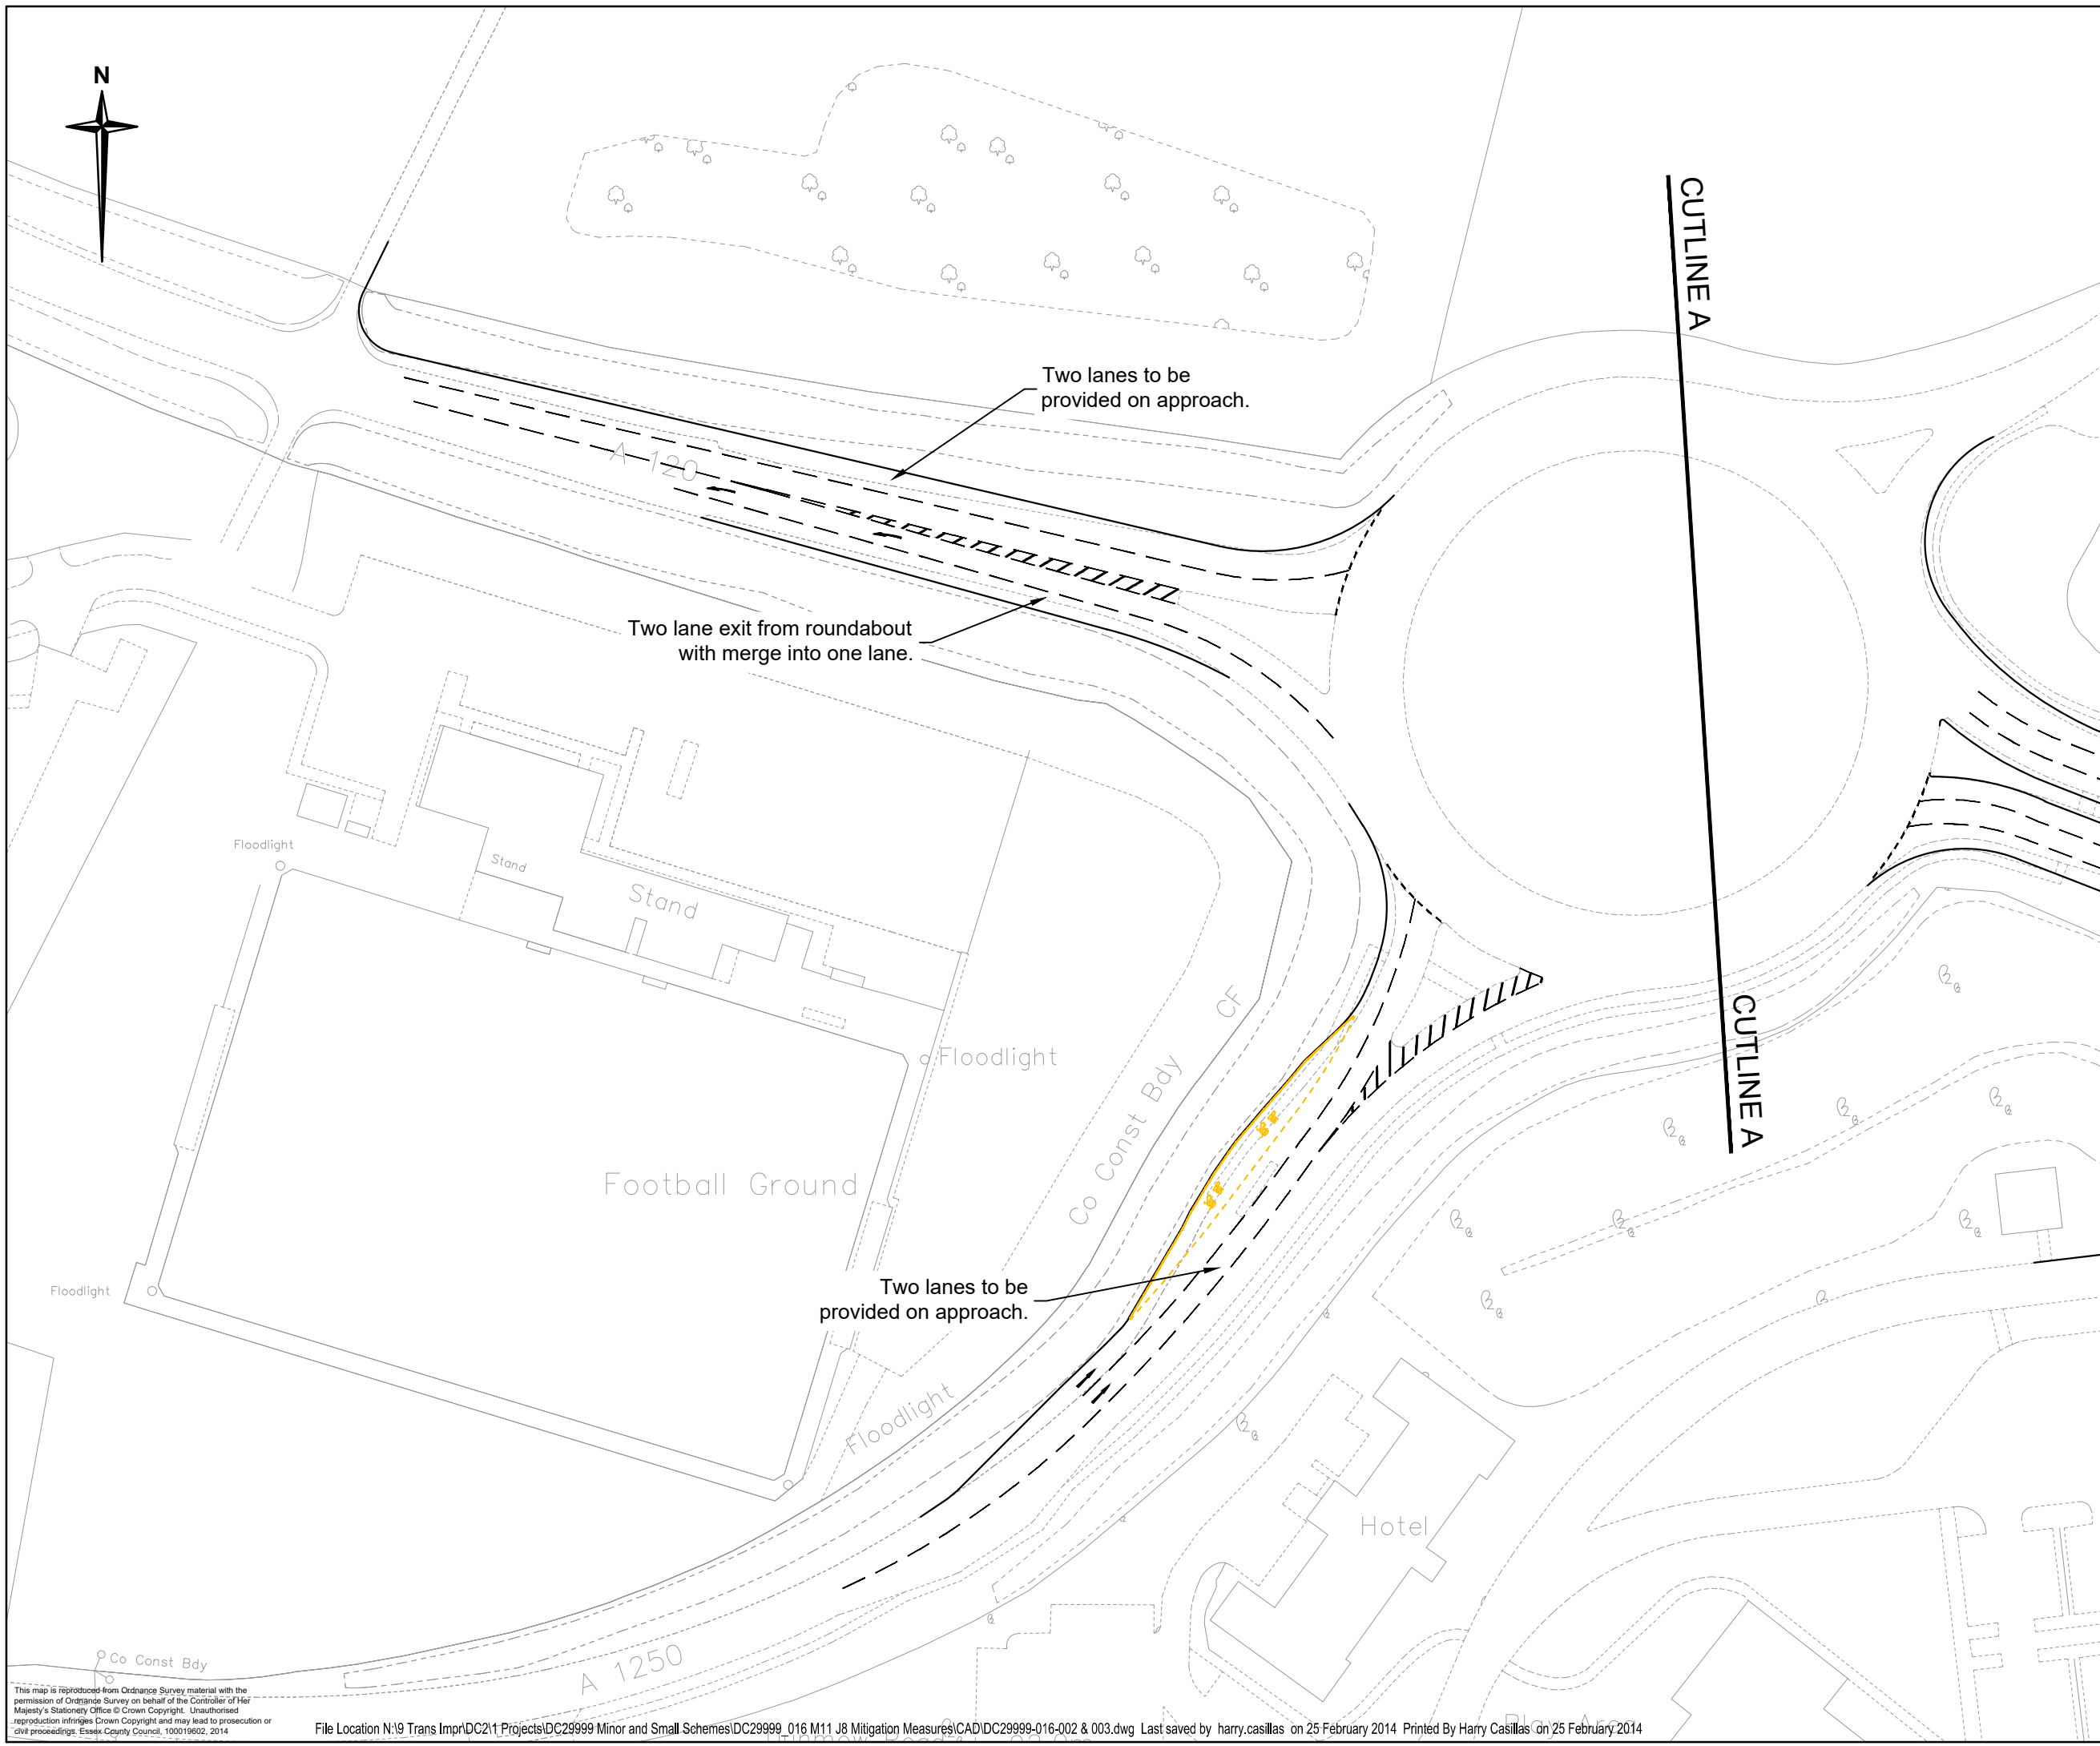 N
CUTLINE A
Two lanes to be
provided on approach.
A 120
Two lane exit from roundabout
with merge into one lane.
Floodlight
Stand
Stand
CUTLINE A
Floodlight
Co Const Bdy
CF
Football Ground
Floodlight
Two lanes to be
provided on approach.
Floodlight
Hotel
A 1250
Co Const Bdy
Play Area
This map is reproduced from Ordnance Survey material with the
permission of Ordnance Survey on behalf of the Controller of Her
Majesty's Stationery Office © Crown Copyright. Unauthorised
reproduction infringes Crown Copyright and may lead to prosecution or
civil proceedings. Essex County Council, 100019602, 2014
File Location N:\9 Trans Impr\DC2\1 Projects\DC29999 Minor and Small Schemes\DC29999_016 M11 J8 Mitigation Measures\CAD\DC29999-016-002 & 003.dwg Last saved by harry.casillas on 25 February 2014 Printed By Harry Casillas on 25 February 2014